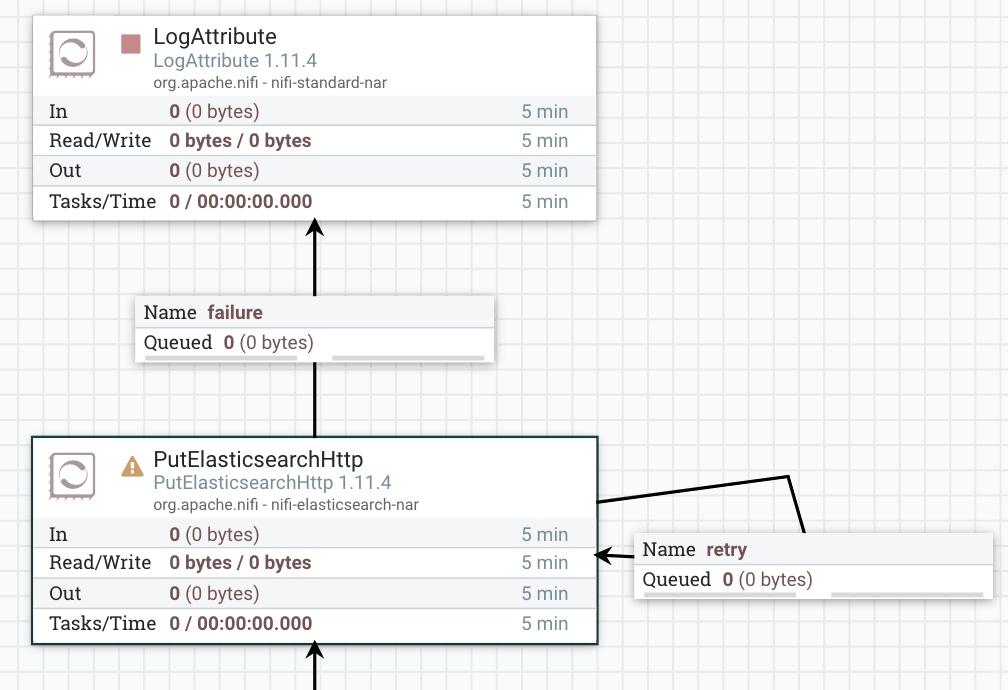 LogAttribute
LogAttribute 1.11.4
org.apache.nifi - nifi-standard-nar
In 0 (0 bytes) 5 min
Read/Write 0 bytes / 0 bytes 5 min
Out 0 (0 bytes) 5 min
Tasks/Time 0 / 00:00:00.000 5 min
Name failure
Queued 0 (0 bytes)
PutElasticsearchHttp
PutElasticsearchHttp 1.11.4
org.apache.nifi - nifi-elasticsearch-nar
In 0 (0 bytes) 5 min
Read/Write 0 bytes / 0 bytes 5 min
Out 0 (0 bytes) 5 min
Tasks/Time 0 / 00:00:00.000 5 min
Name retry
Queued 0 (0 bytes)